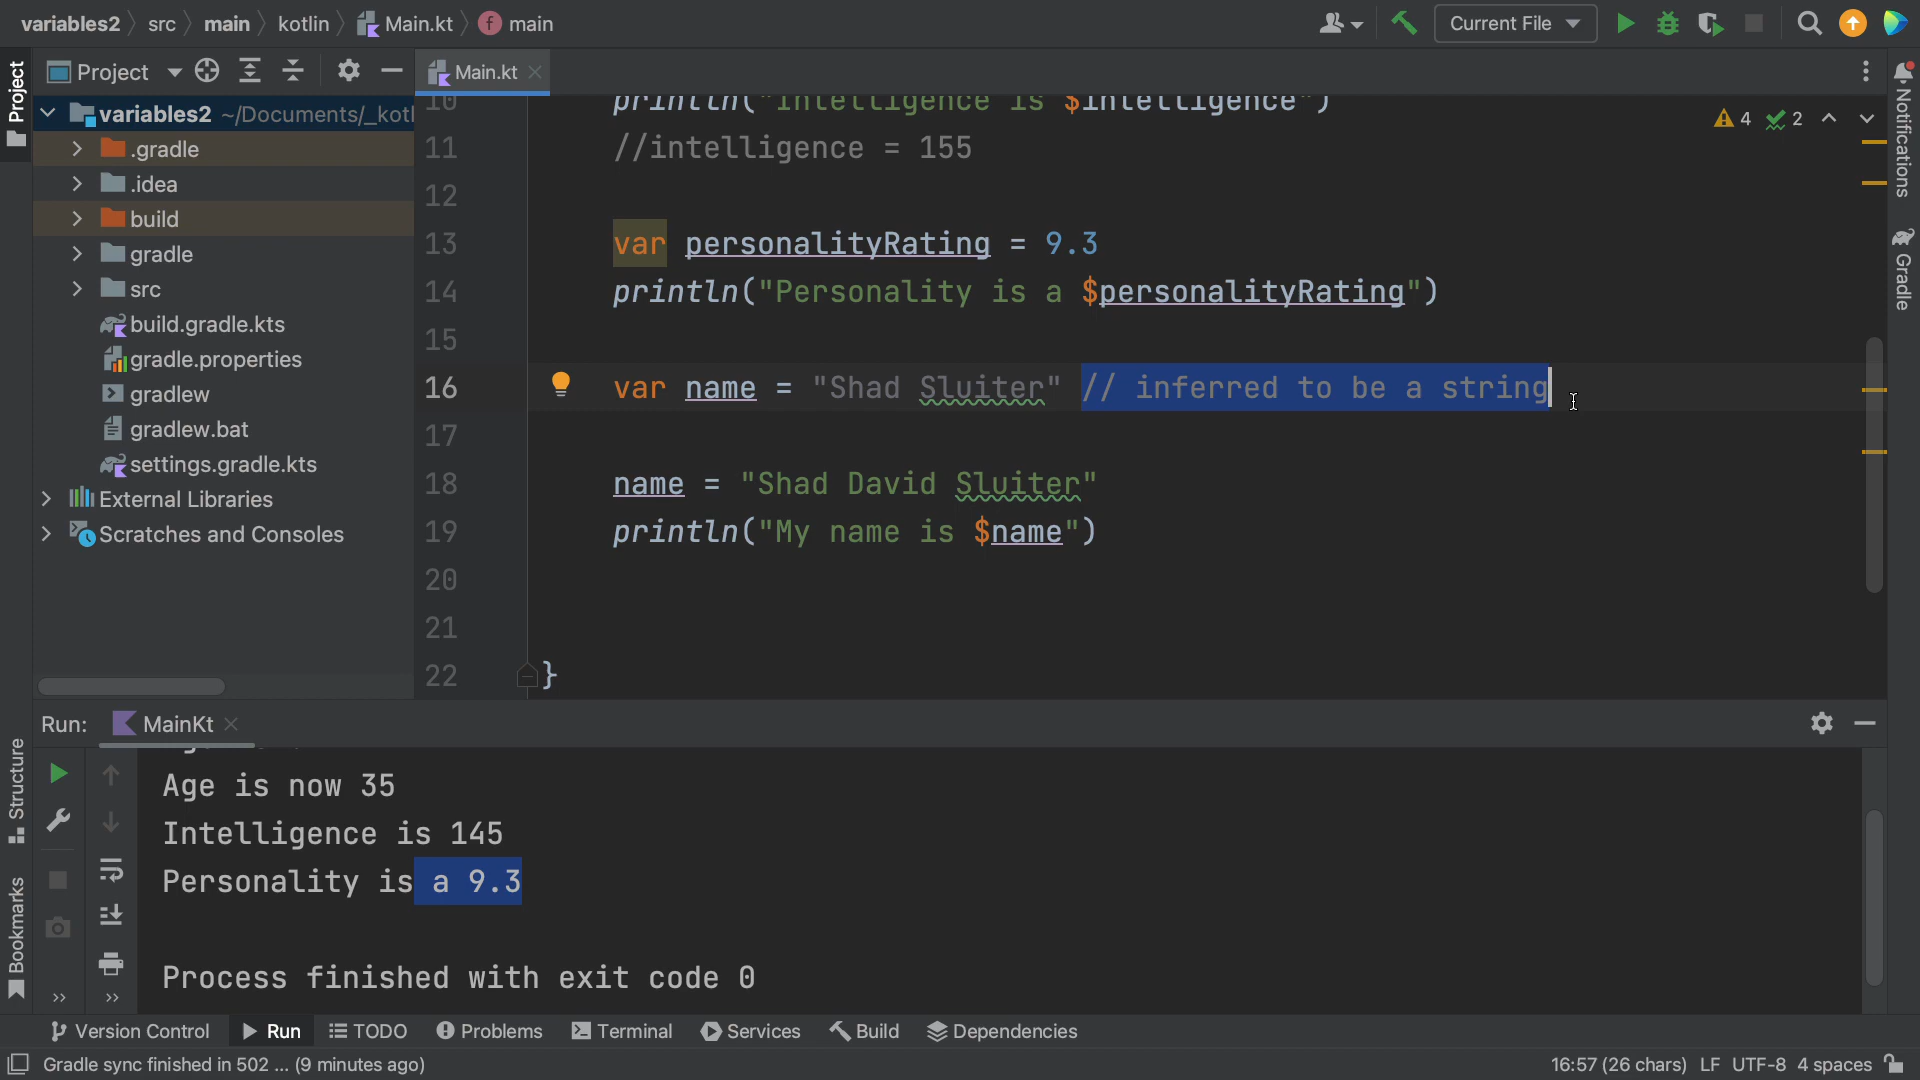 variables2 src main kotlin Main.kt main
Current File
Project
Main.kt
variables2 ~/Documents/_kotl
.gradle
.idea
build
gradle
src
build.gradle.kts
gradle.properties
gradlew
gradlew.bat
settings.gradle.kts
External Libraries
Scratches and Consoles
10 println("Intelligence is $intelligence")
11 //intelligence = 155
12
13 var personalityRating = 9.3
14 println("Personality is a $personalityRating")
15
16 var name = "Shad Sluiter" // inferred to be a string
17
18 name = "Shad David Sluiter"
19 println("My name is $name")
20
21
22 }
4 2
Project
Structure
Bookmarks
Notifications
Gradle
Run: MainKt
Age is now 35
Intelligence is 145
Personality is a 9.3
Process finished with exit code 0
Version Control Run TODO Problems Terminal Services Build Dependencies
Gradle sync finished in 502 ... (9 minutes ago) 16:57 (26 chars) LF UTF-8 4 spaces